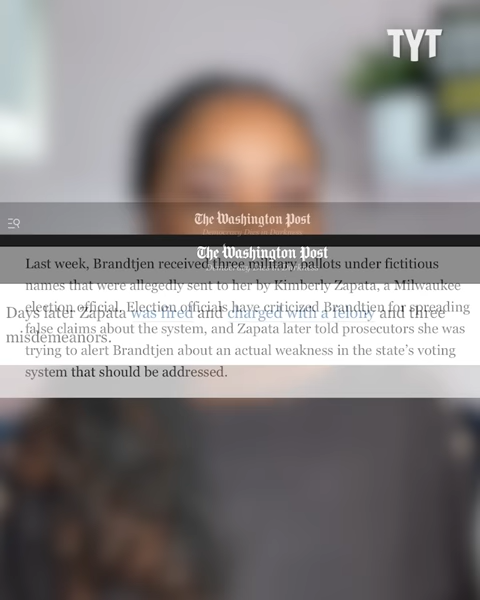 TYT
The Washington Post
Democracy Dies in Darkness
The Washington Post
Last week, Brandtjen received three military ballots under fictitious
names that were allegedly sent to her by Kimberly Zapata, a Milwaukee
election official. Election officials have criticized Brandtjen for spreading
Days later Zapata was fired and charged with a felony and three
false claims about the system, and Zapata later told prosecutors she was
misdemeanors.
trying to alert Brandtjen about an actual weakness in the state's voting
system that should be addressed.